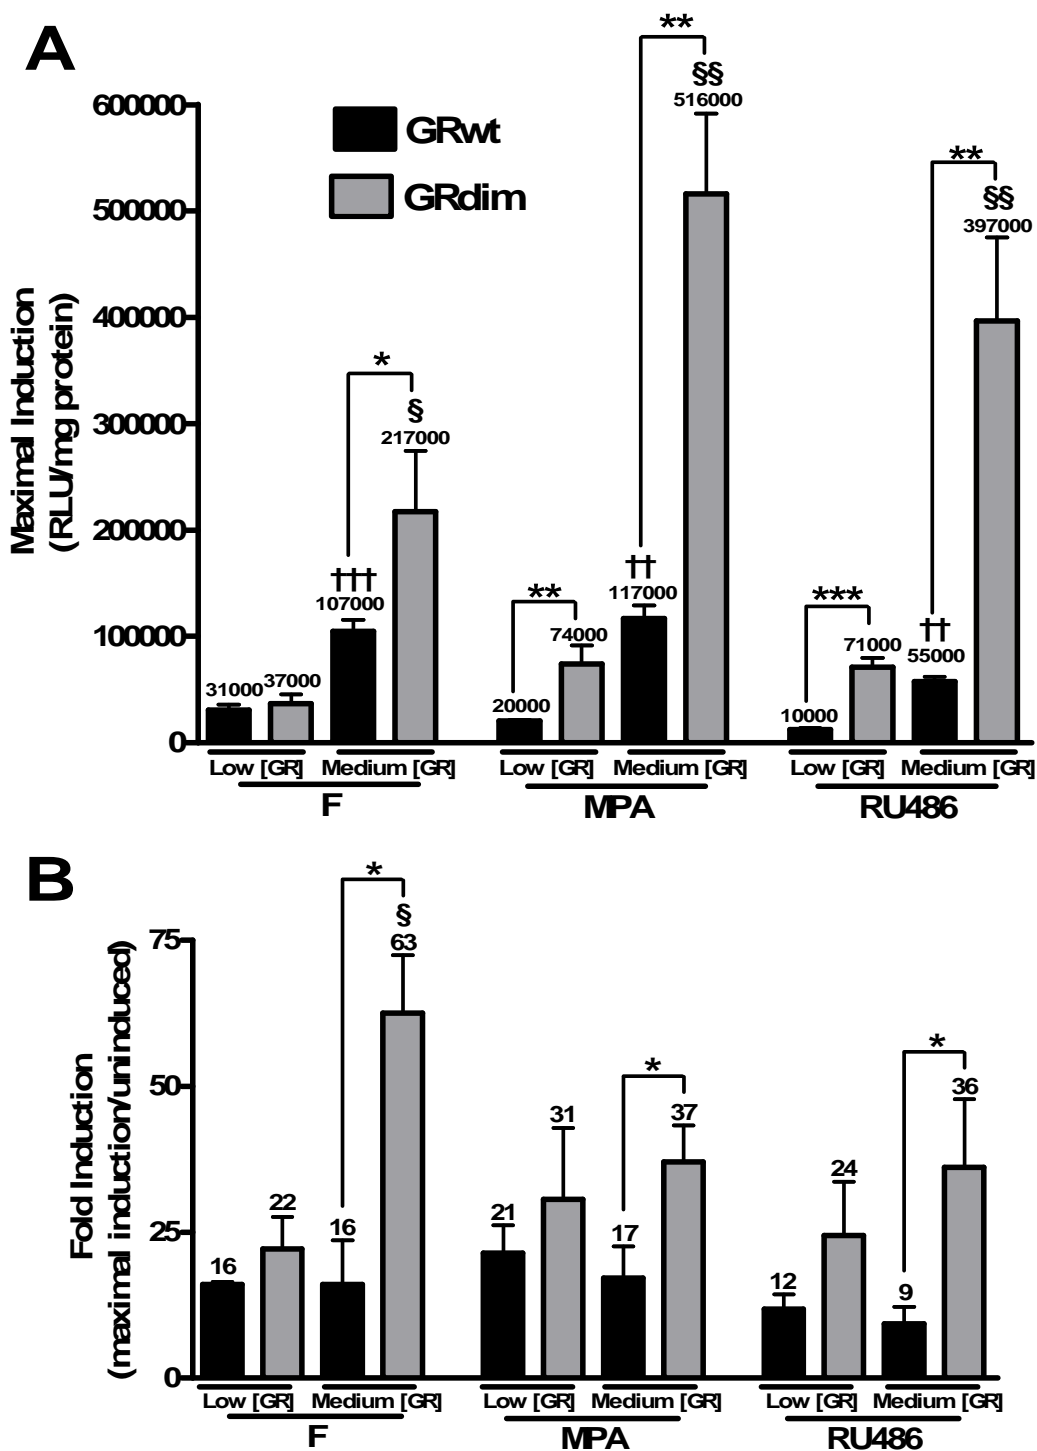 A
**
§§
516000
600000
GRwt
GRdim
**
§§
397000
500000
400000
Maximal Induction
(RLU/mg protein)
*
§
217000
300000
200000
†††
107000
††
117000
**
74000
***
71000
††
55000
100000
31000
37000
20000
10000
0
Low [GR]
Medium [GR]
Low [GR]
Medium [GR]
Low [GR]
Medium [GR]
F
MPA
RU486
B
*
§
63
75
Fold Induction
(maximal induction/uninduced)
*
*
50
31
37
36
22
16
21
17
24
25
16
12
9
0
Low [GR]
Medium [GR]
Low [GR]
Medium [GR]
Low [GR]
Medium [GR]
F
MPA
RU486